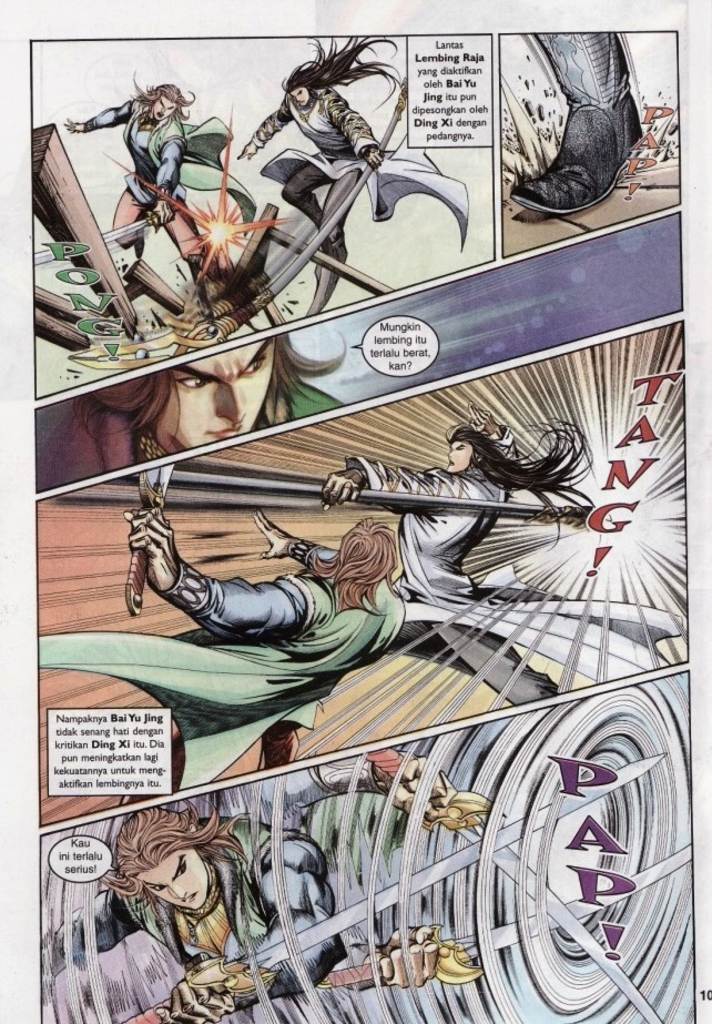 Lantas
Lembing Raja
yang diaktifkan
oleh Bai Yu
Jing itu pun
dipesongkan oleh
Ding Xi dengan
pedangnya.
PAP!
PONG!
Mungkin
lembing itu
terlalu berat,
kan?
TANG!
Nampaknya Bai Yu Jing
tidak senang hati dengan
kritikan Ding Xi itu. Dia
pun meningkatkan lagi
kekuatannya untuk meng-
aktifkan lembingnya itu.
PAP!
Kau
ini terlalu
serius!
10